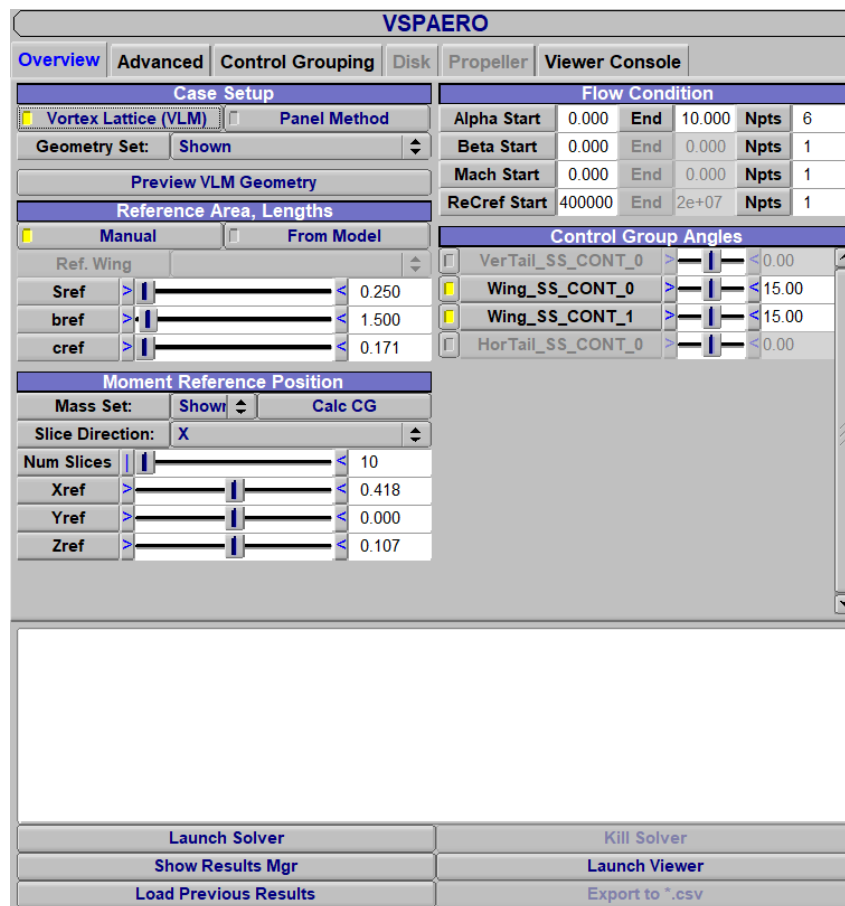 VSPAERO
Overview Advanced Control Grouping Disk Propeller Viewer Console
Case Setup
Vortex Lattice (VLM) Panel Method
Geometry Set: Shown
Preview VLM Geometry
Reference Area, Lengths
Manual From Model
Ref. Wing
Sref > < 0.250
bref > < 1.500
cref > < 0.171
Moment Reference Position
Mass Set: Shown Calc CG
Slice Direction: X
Num Slices | < 10
Xref > < 0.418
Yref > < 0.000
Zref > < 0.107
Flow Condition
Alpha Start 0.000 End 10.000 Npts 6
Beta Start 0.000 End 0.000 Npts 1
Mach Start 0.000 End 0.000 Npts 1
ReCref Start 400000 End 2e+07 Npts 1
Control Group Angles
VerTail_SS_CONT_0 > < 0.00
Wing_SS_CONT_0 > < 15.00
Wing_SS_CONT_1 > < 15.00
HorTail_SS_CONT_0 > < 0.00
Launch Solver Kill Solver
Show Results Mgr Launch Viewer
Load Previous Results Export to *.csv